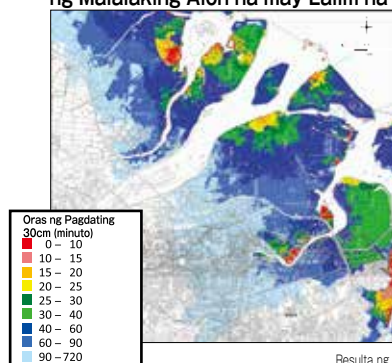 ng Malalaking Alon na may Lalim na
Oras ng Pagdating
30cm (minuto)
0 – 10
10 – 15
15 – 20
20 – 25
25 – 30
30 – 40
40 – 60
60 – 90
90 – 720
Resulta ng